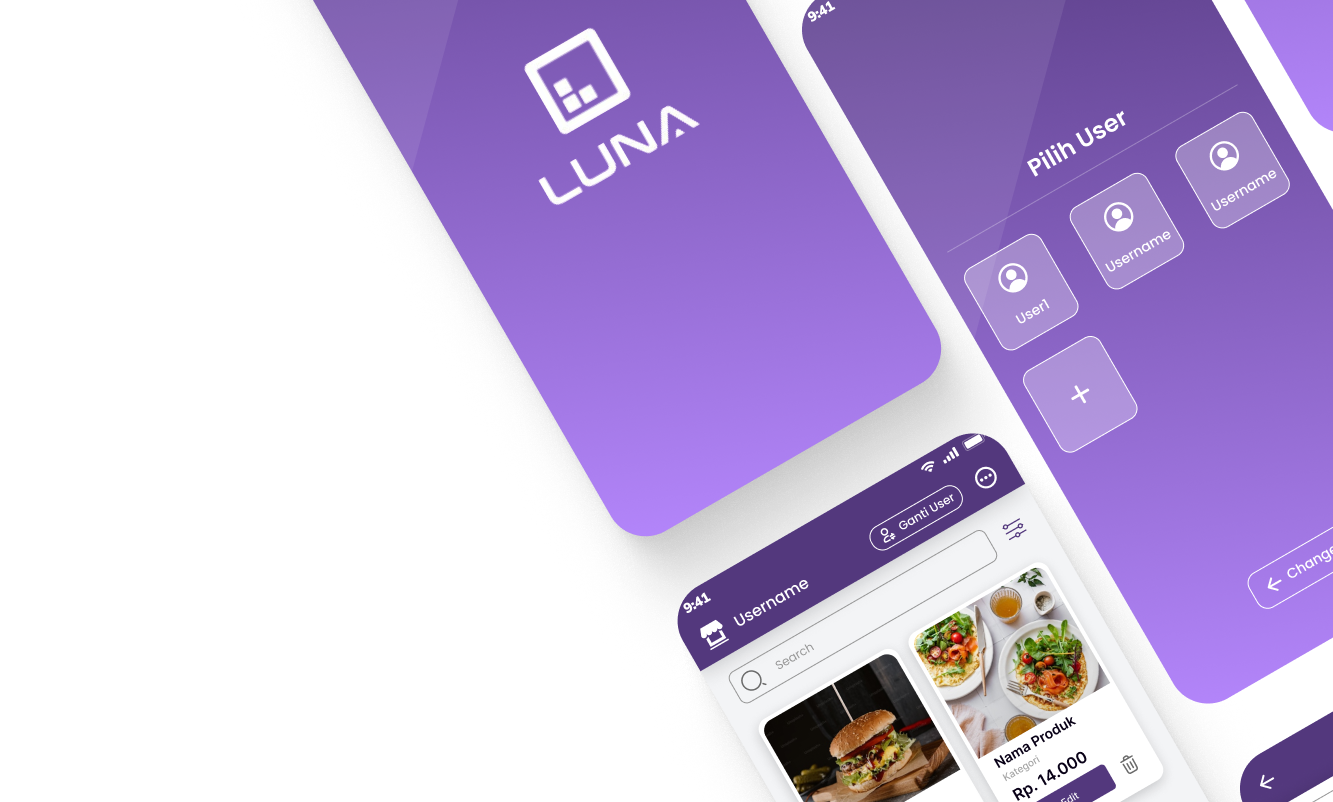 LUNA
9:41
Pilih User
User1
Username
Username
+
Change
9:41
Username
Ganti User
Search
Nama Produk
Kategori
Rp. 14.000
Edit